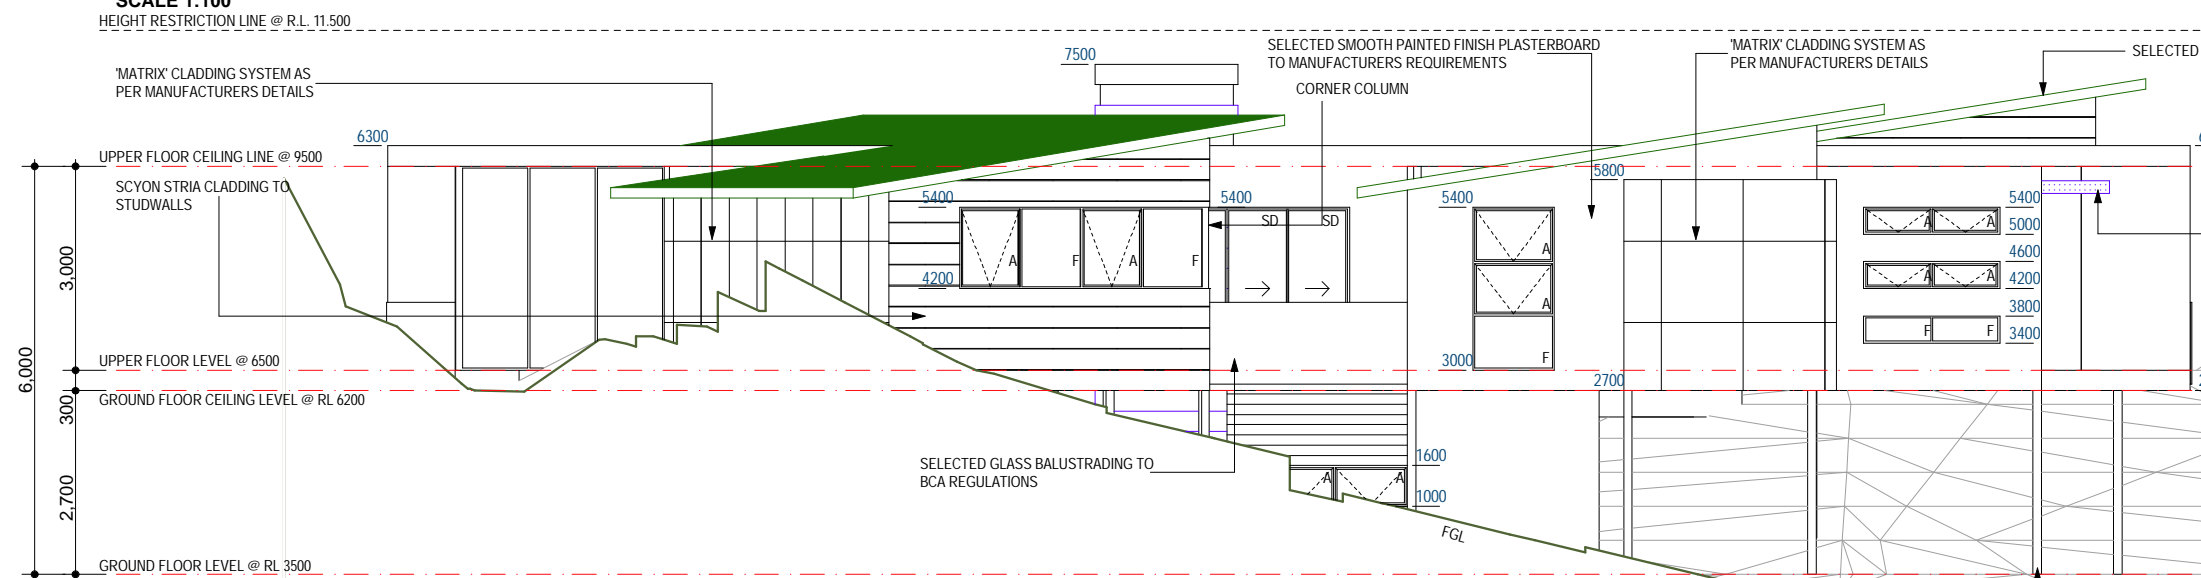 SCALE 1:100
HEIGHT RESTRICTION LINE @ R.L. 11.500
'MATRIX' CLADDING SYSTEM AS
PER MANUFACTURERS DETAILS
7500
SELECTED SMOOTH PAINTED FINISH PLASTERBOARD
TO MANUFACTURERS REQUIREMENTS
CORNER COLUMN
'MATRIX' CLADDING SYSTEM AS
PER MANUFACTURERS DETAILS
SELECTED
6300
UPPER FLOOR CEILING LINE @ 9500
SCYON STRIA CLADDING TO
STUDWALLS
5800
5400
5400
5400
5400
SD
SD
A
A
5000
A
F
A
F
A
4600
3,000
4200
A
A
A
4200
3800
F
F
3400
UPPER FLOOR LEVEL @ 6500
3000
F
6,000
2700
300
GROUND FLOOR CEILING LEVEL @ RL 6200
SELECTED GLASS BALUSTRADING TO
BCA REGULATIONS
1600
A
A
1000
2,700
FGL
GROUND FLOOR LEVEL @ RL 3500